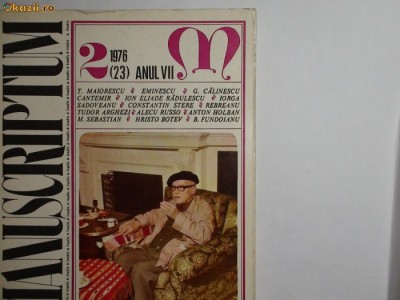 Okazii.ro
MANUSCRIPTUM
2 1976
(23) ANUL VII
M
T. MAIORESCU EMINESCU G. CĂLINESCU
CANTEMIR ION ELIADE RĂDULESCU IORGA
SADOVEANU CONSTANTIN STERE REBREANU
TUDOR ARGHEZI ALECU RUSSO ANTON HOLBAN
M. SEBASTIAN HRISTO BOTEV B. FUNDOIANU